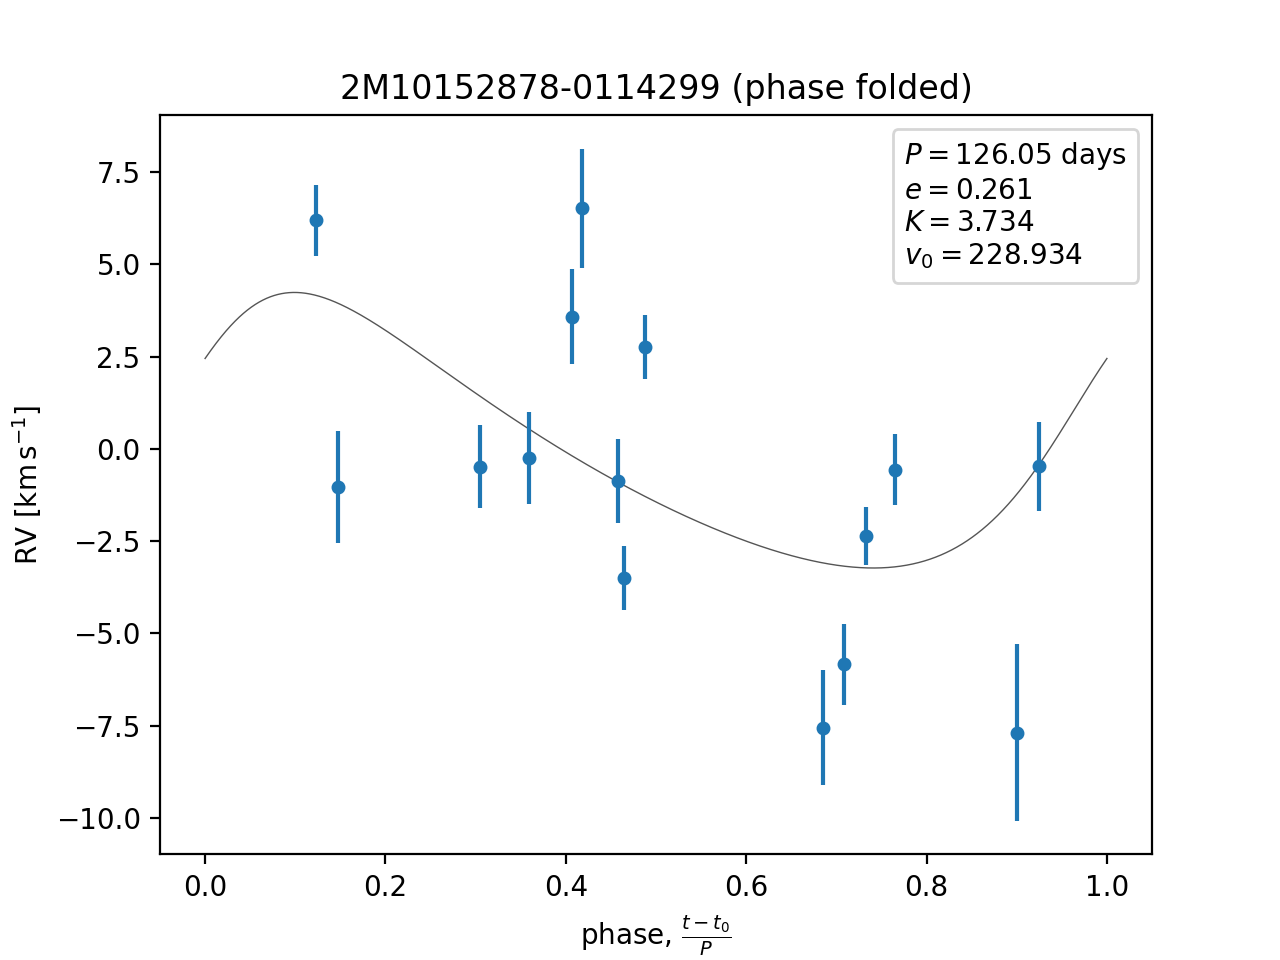 2M10152878-0114299 (phase folded)
P = 126.05 days
e = 0.261
K = 3.734
v₀ = 228.934
7.5
5.0
2.5
0.0
−2.5
−5.0
−7.5
−10.0
RV [km s⁻¹]
0.0 0.2 0.4 0.6 0.8 1.0
phase, (t − t₀)/P